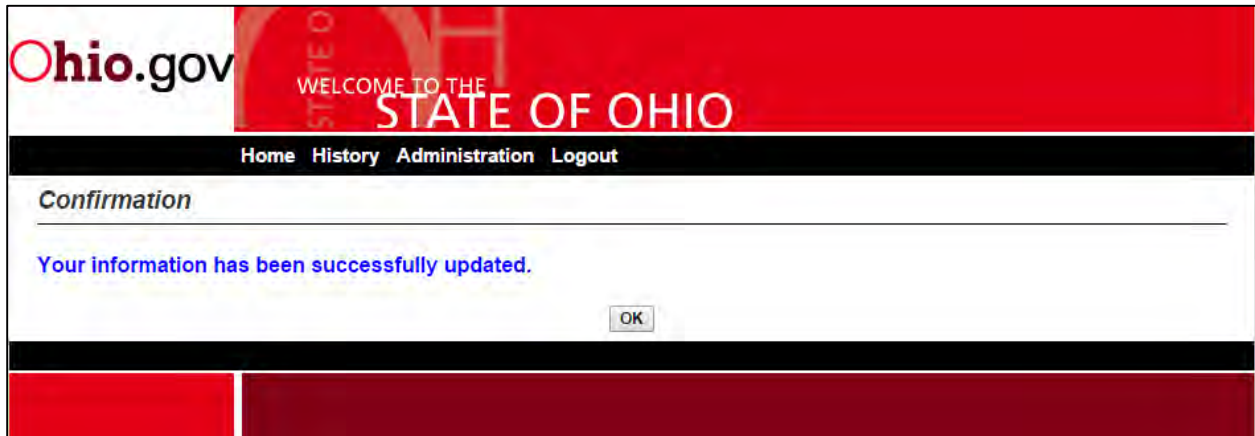 Ohio.gov
STATE O
WELCOME TO THE
STATE OF OHIO
Home History Administration Logout
Confirmation
Your information has been successfully updated.
OK